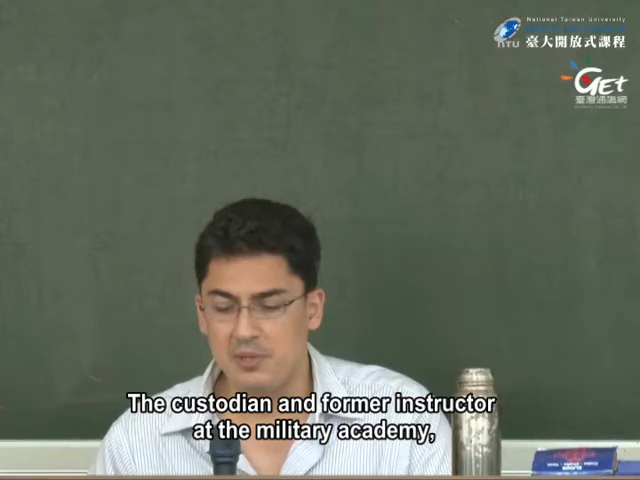 National Taiwan University
NTU 臺大開放式課程
GET
臺灣通識網
The custodian and former instructor
at the military academy,